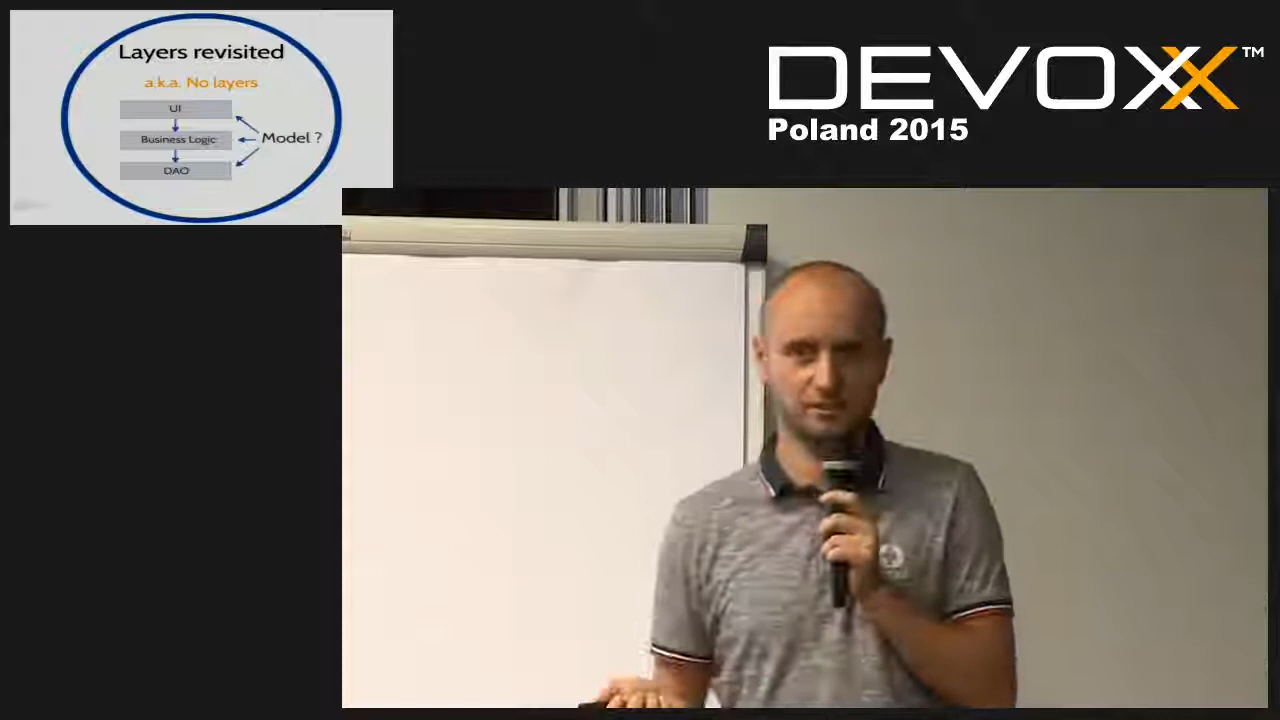 Layers revisited
a.k.a. No layers
UI
Business Logic
Model ?
DAO
DEVOXX™
Poland 2015